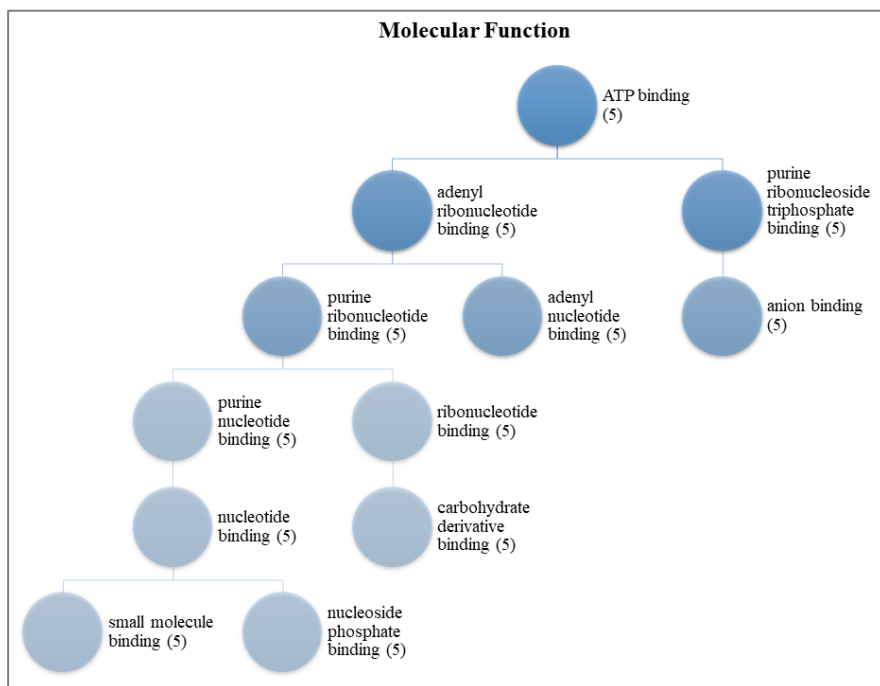 Molecular Function
ATP binding
(5)
adenyl
ribonucleotide
binding (5)
purine
ribonucleoside
triphosphate
binding (5)
purine
ribonucleotide
binding (5)
adenyl
nucleotide
binding (5)
anion binding
(5)
purine
nucleotide
binding (5)
ribonucleotide
binding (5)
nucleotide
binding (5)
carbohydrate
derivative
binding (5)
small molecule
binding (5)
nucleoside
phosphate
binding (5)